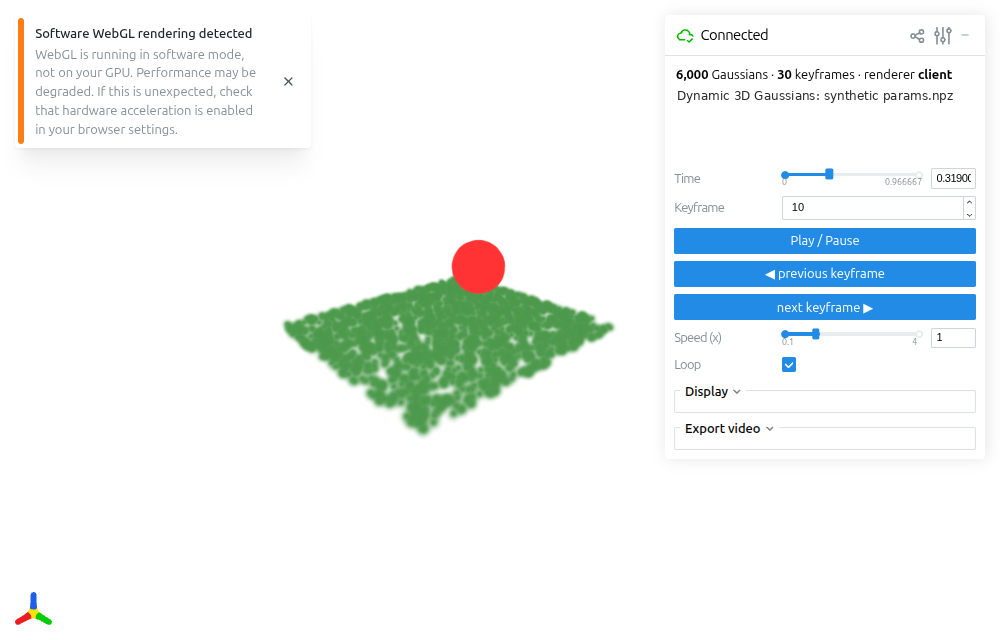 Software WebGL rendering detected
WebGL is running in software mode,
not on your GPU. Performance may be
degraded. If this is unexpected, check
that hardware acceleration is enabled
in your browser settings.
Connected
6,000 Gaussians · 30 keyframes · renderer client
Dynamic 3D Gaussians: synthetic params.npz
Time
0
0.966667
0.3190
Keyframe
10
Play / Pause
◀ previous keyframe
next keyframe ▶
Speed (x)
0.1
4
1
Loop
Display
Export video